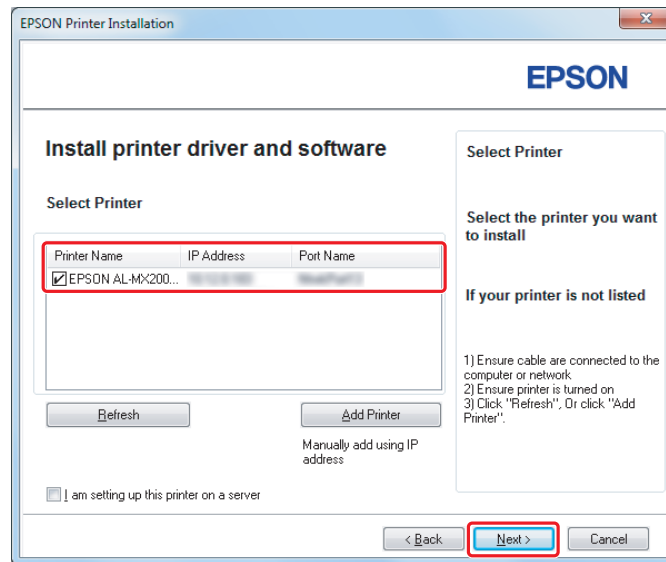 EPSON Printer Installation
EPSON
Install printer driver and software
Select Printer
Printer Name IP Address Port Name
EPSON AL-MX200...
Refresh
Add Printer
Manually add using IP
address
I am setting up this printer on a server
Select Printer
Select the printer you want
to install
If your printer is not listed
1) Ensure cable are connected to the
computer or network
2) Ensure printer is turned on
3) Click "Refresh", Or click "Add
Printer".
< Back
Next >
Cancel